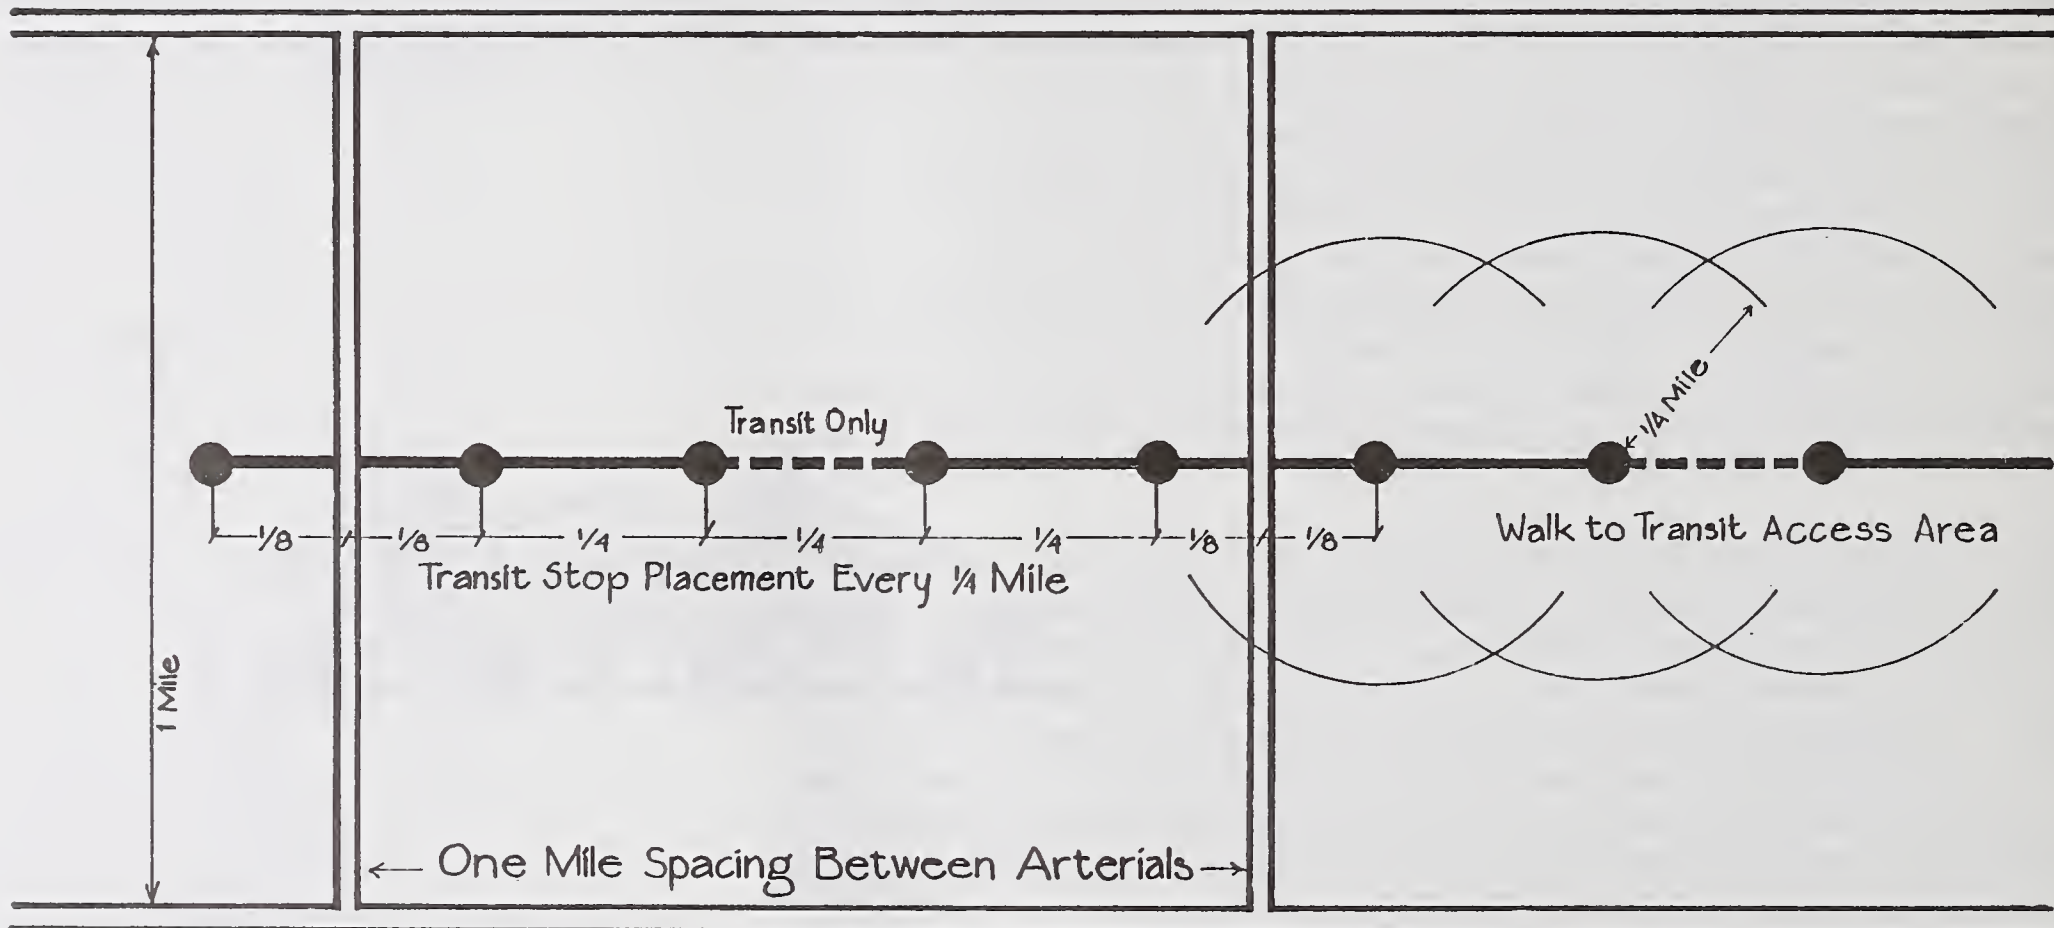 Transit Only
1/4 Mile
Walk to Transit Access Area
1/8 1/8 1/4 1/4 1/4 1/8 1/8
Transit Stop Placement Every 1/4 Mile
1 Mile
One Mile Spacing Between Arterials